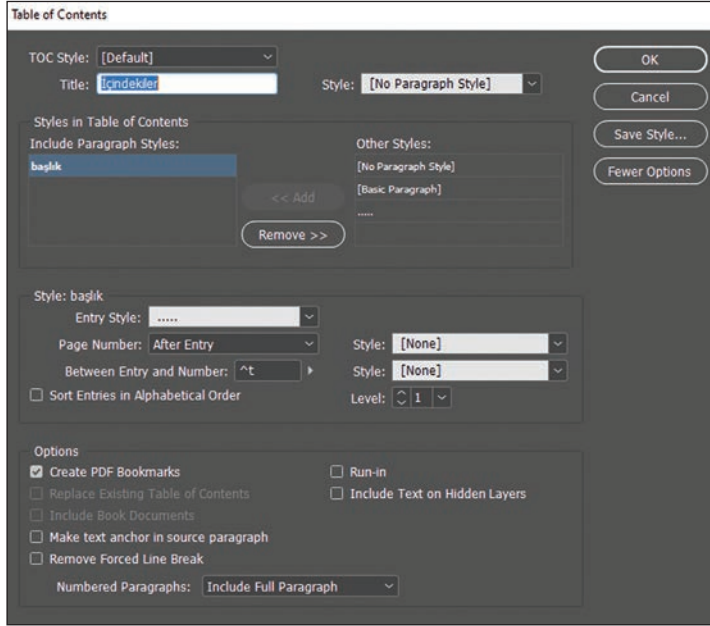 Table of Contents
TOC Style: [Default]
Title: İçindekiler Style: [No Paragraph Style]
OK
Cancel
Save Style...
Fewer Options
Styles in Table of Contents
Include Paragraph Styles: Other Styles:
başlık [No Paragraph Style]
[Basic Paragraph]
<< Add .....
Remove >>
Style: başlık
Entry Style: .....
Page Number: After Entry Style: [None]
Between Entry and Number: ^t Style: [None]
Sort Entries in Alphabetical Order Level: 1
Options
Create PDF Bookmarks Run-in
Replace Existing Table of Contents Include Text on Hidden Layers
Include Book Documents
Make text anchor in source paragraph
Remove Forced Line Break
Numbered Paragraphs: Include Full Paragraph